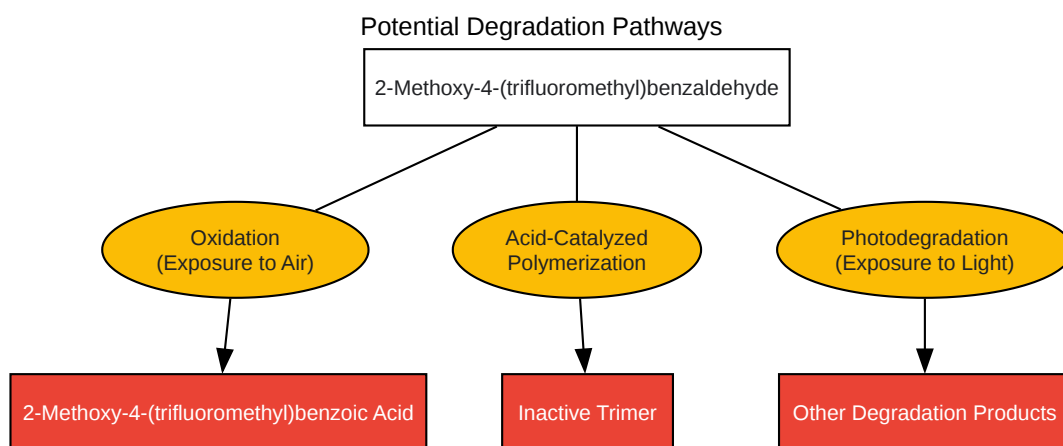 Potential Degradation Pathways
2-Methoxy-4-(trifluoromethyl)benzaldehyde
Oxidation
(Exposure to Air)
Acid-Catalyzed
Polymerization
Photodegradation
(Exposure to Light)
2-Methoxy-4-(trifluoromethyl)benzoic Acid
Inactive Trimer
Other Degradation Products